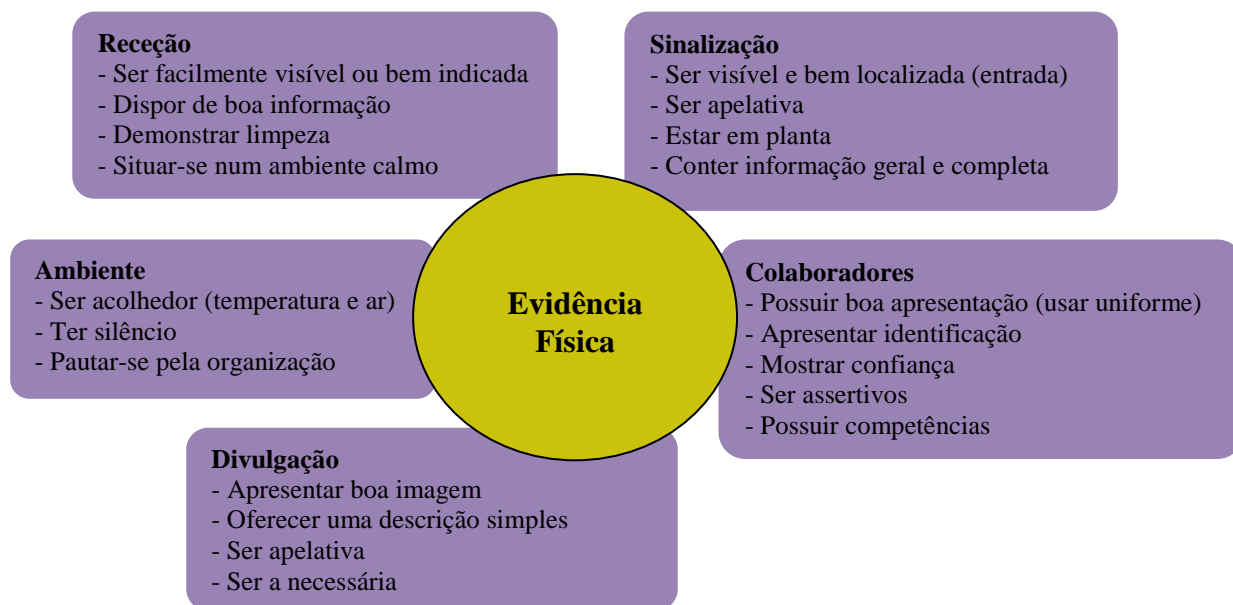 Receção
- Ser facilmente visível ou bem indicada
- Dispor de boa informação
- Demonstrar limpeza
- Situar-se num ambiente calmo
Sinalização
- Ser visível e bem localizada (entrada)
- Ser apelativa
- Estar em planta
- Conter informação geral e completa
Ambiente
- Ser acolhedor (temperatura e ar)
- Ter silêncio
- Pautar-se pela organização
Evidência
Física
Colaboradores
- Possuir boa apresentação (usar uniforme)
- Apresentar identificação
- Mostrar confiança
- Ser assertivos
- Possuir competências
Divulgação
- Apresentar boa imagem
- Oferecer uma descrição simples
- Ser apelativa
- Ser a necessária